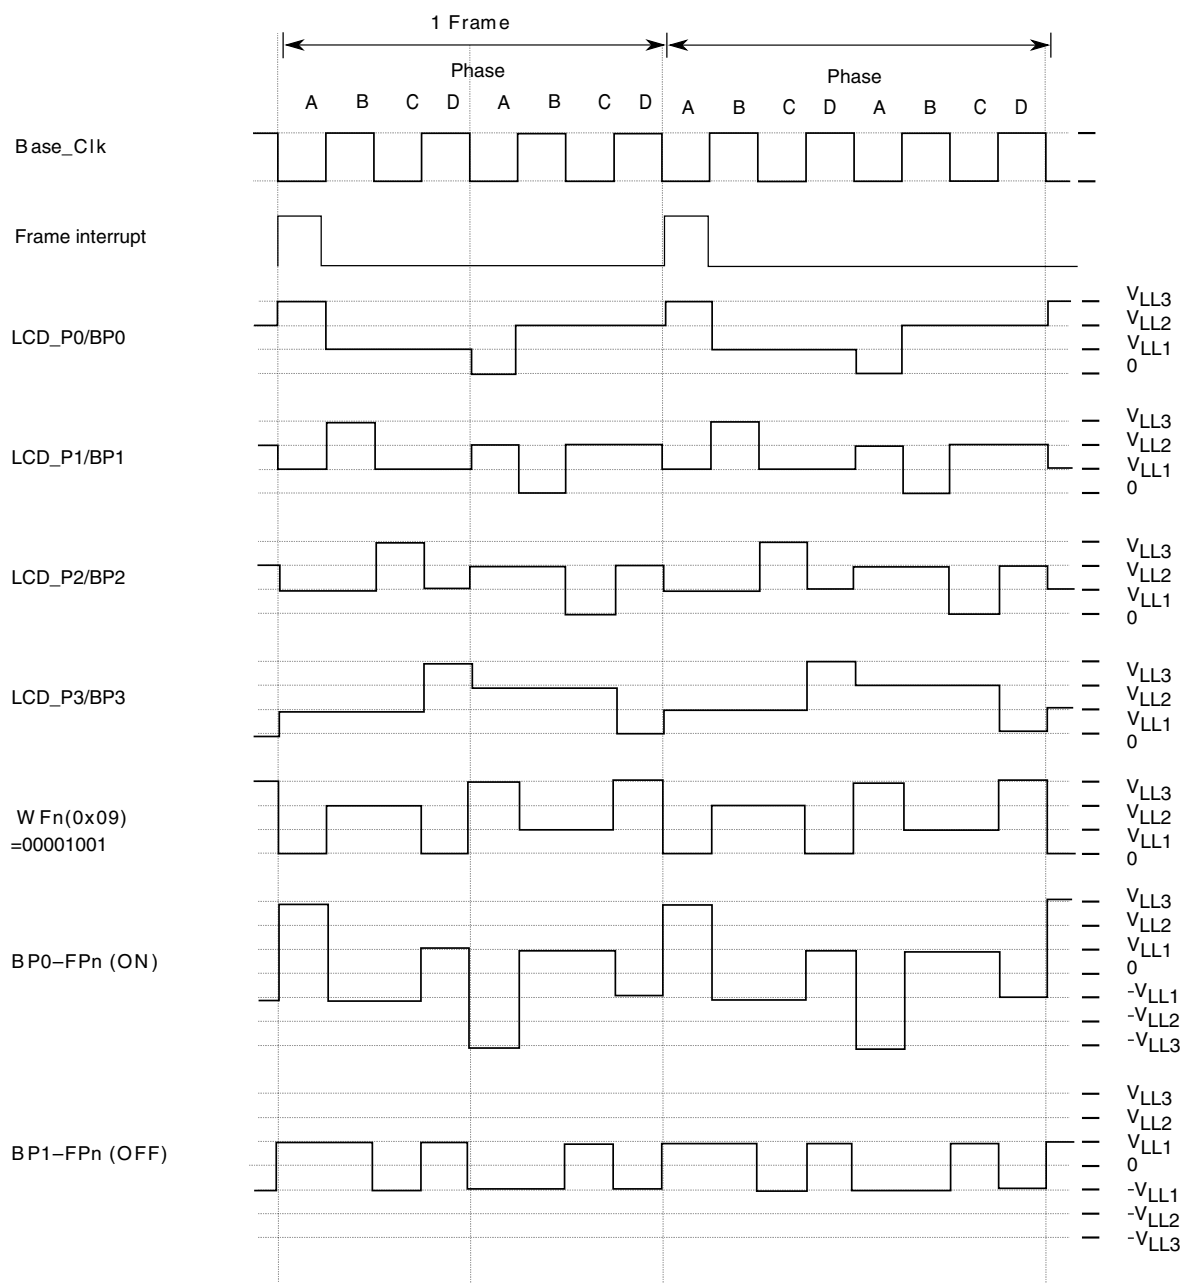 1 Frame
Phase
Phase
A B C D A B C D A B C D A B C D
Base_Clk
Frame interrupt
LCD_P0/BP0
VLL3
VLL2
VLL1
0
LCD_P1/BP1
VLL3
VLL2
VLL1
0
LCD_P2/BP2
VLL3
VLL2
VLL1
0
LCD_P3/BP3
VLL3
VLL2
VLL1
0
WFn(0x09)
=00001001
VLL3
VLL2
VLL1
0
BP0–FPn (ON)
VLL3
VLL2
VLL1
0
-VLL1
-VLL2
-VLL3
BP1–FPn (OFF)
VLL3
VLL2
VLL1
0
-VLL1
-VLL2
-VLL3